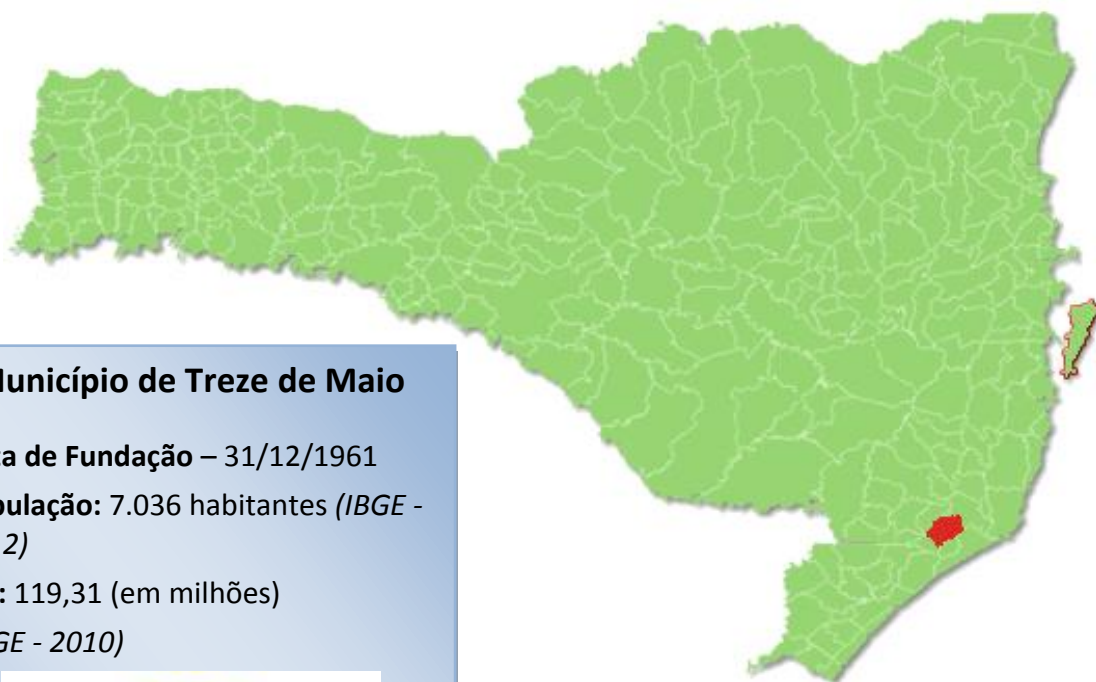 unicípio de Treze de Maio
a de Fundação – 31/12/1961
ulação: 7.036 habitantes (IBGE -
2)
: 119,31 (em milhões)
GE - 2010)